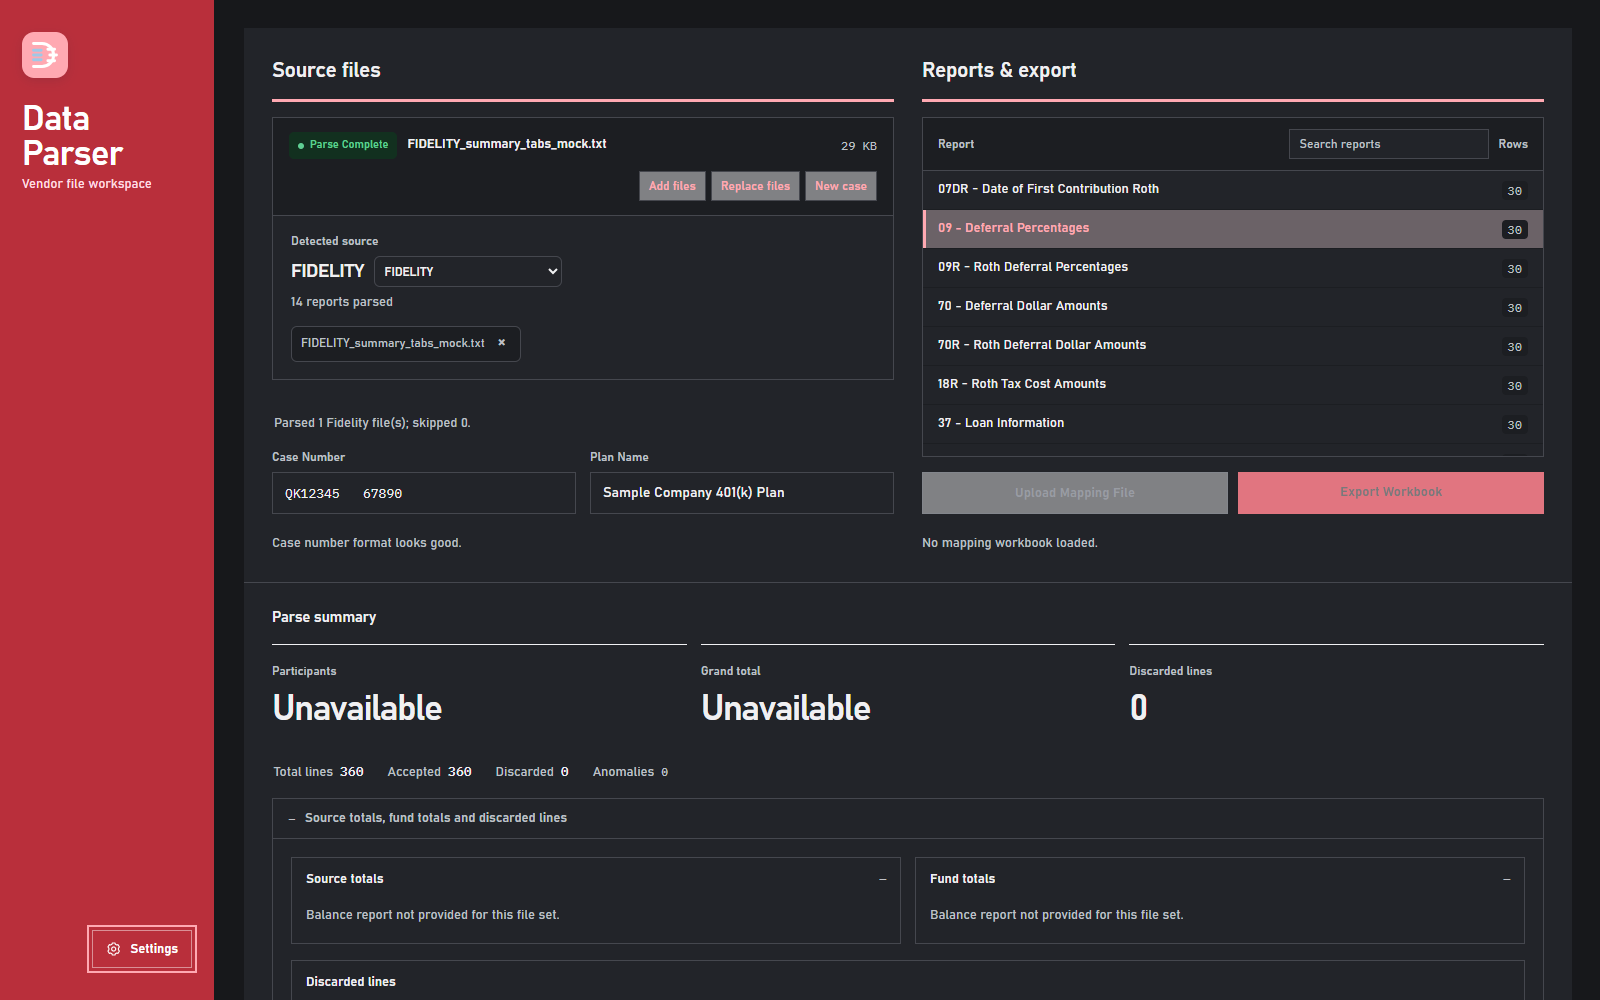 Data
Parser
Vendor file workspace
Settings
Source files
Parse Complete
FIDELITY_summary_tabs_mock.txt
29 KB
Add files
Replace files
New case
Detected source
FIDELITY
FIDELITY
14 reports parsed
FIDELITY_summary_tabs_mock.txt ×
Parsed 1 Fidelity file(s); skipped 0.
Case Number
Plan Name
QK12345 67890
Sample Company 401(k) Plan
Case number format looks good.
Reports & export
Report
Search reports
Rows
07DR - Date of First Contribution Roth 30
09 - Deferral Percentages 30
09R - Roth Deferral Percentages 30
70 - Deferral Dollar Amounts 30
70R - Roth Deferral Dollar Amounts 30
18R - Roth Tax Cost Amounts 30
37 - Loan Information 30
Upload Mapping File
Export Workbook
No mapping workbook loaded.
Parse summary
Participants
Unavailable
Grand total
Unavailable
Discarded lines
0
Total lines 360 Accepted 360 Discarded 0 Anomalies 0
– Source totals, fund totals and discarded lines
Source totals –
Balance report not provided for this file set.
Fund totals –
Balance report not provided for this file set.
Discarded lines